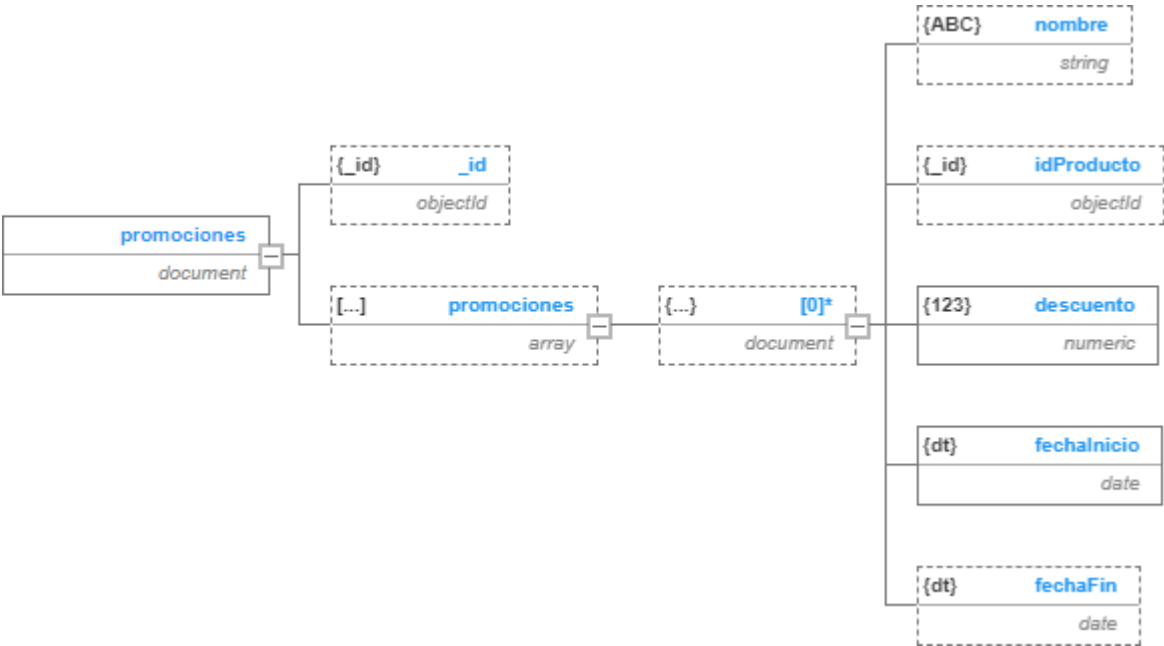 {ABC} nombre
string
{_id} _id
objectId
{_id} idProducto
objectId
promociones
document
[...] promociones
array
{...} [0]*
document
{123} descuento
numeric
{dt} fechaInicio
date
{dt} fechaFin
date